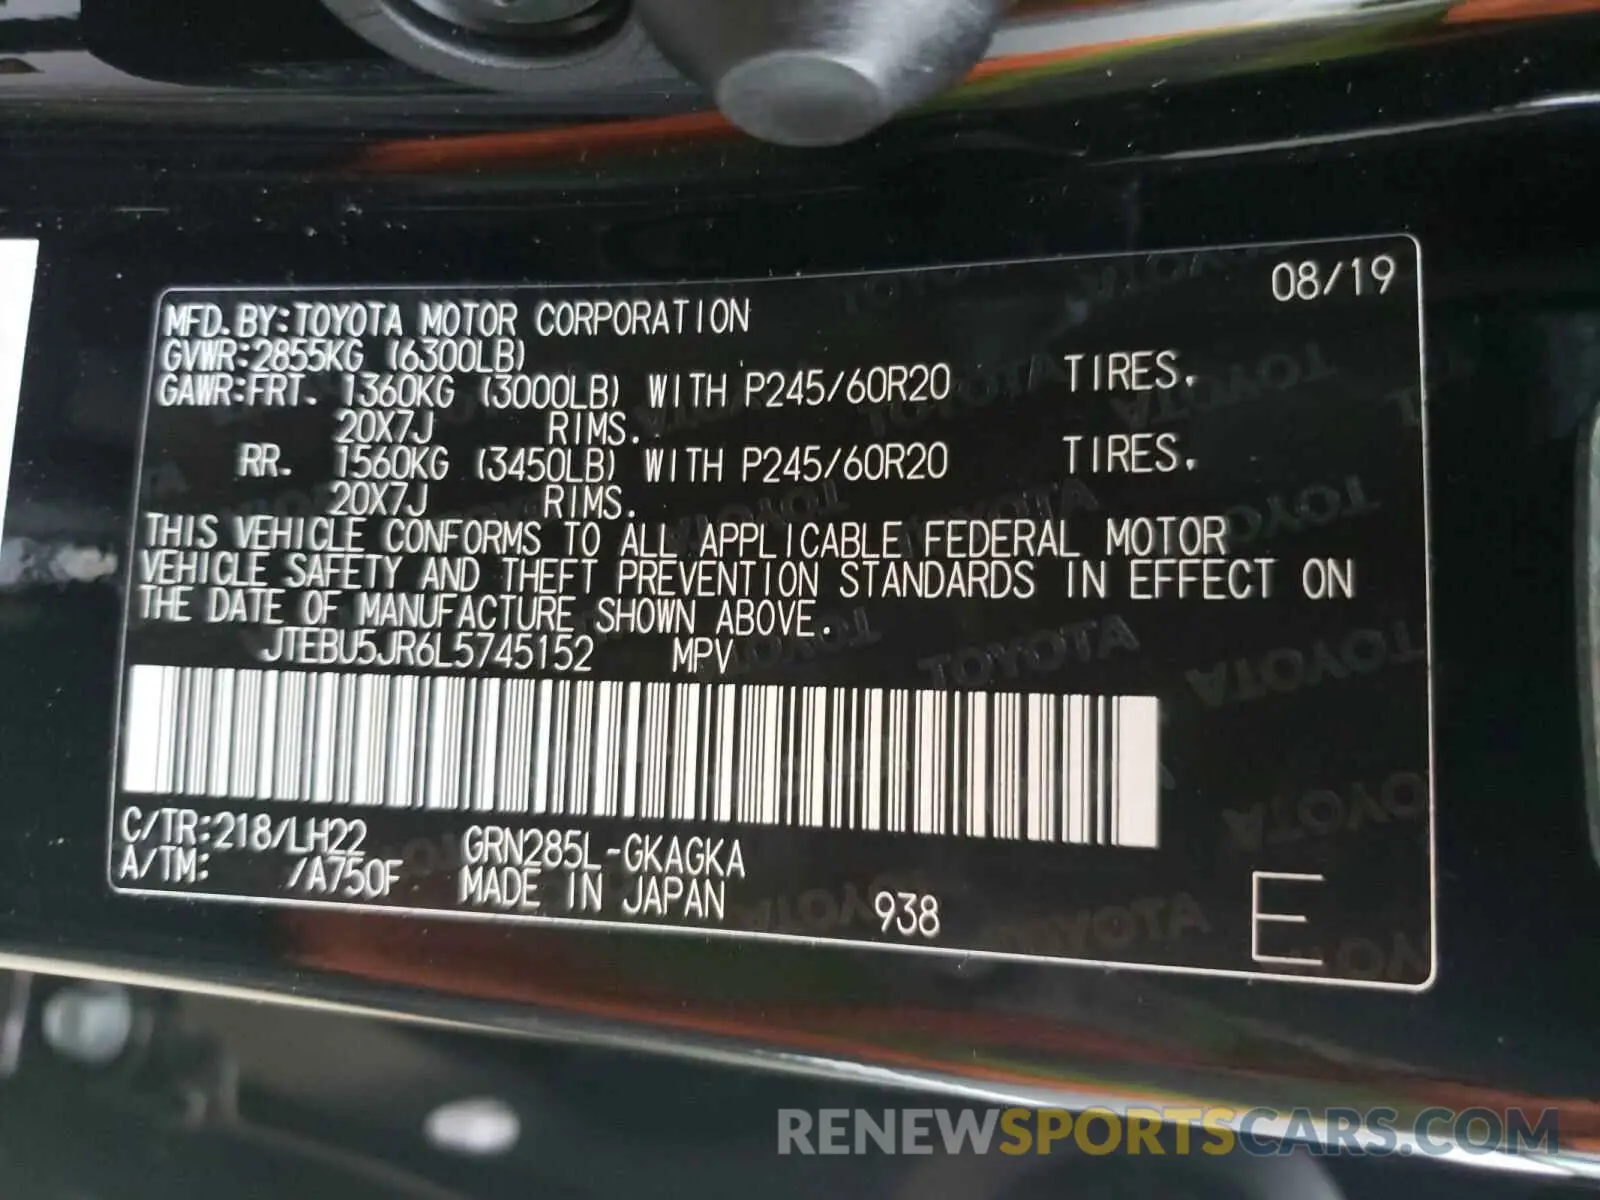 08/19
MFD. BY: TOYOTA MOTOR CORPORATION
GVWR: 2855KG (6300LB)
GAWR: FRT. 1360KG (3000LB) WITH P245/60R20 TIRES.
20X7J RIMS.
RR. 1560KG (3450LB) WITH P245/60R20 TIRES.
20X7J RIMS.
THIS VEHICLE CONFORMS TO ALL APPLICABLE FEDERAL MOTOR
VEHICLE SAFETY AND THEFT PREVENTION STANDARDS IN EFFECT ON
THE DATE OF MANUFACTURE SHOWN ABOVE.
JTEBU5JR6L5745152 MPV
C/TR: 218/LH22 GRN285L-GKAGKA
A/TM: /A750F MADE IN JAPAN 938 E
RENEWSPORTSCARS.COM